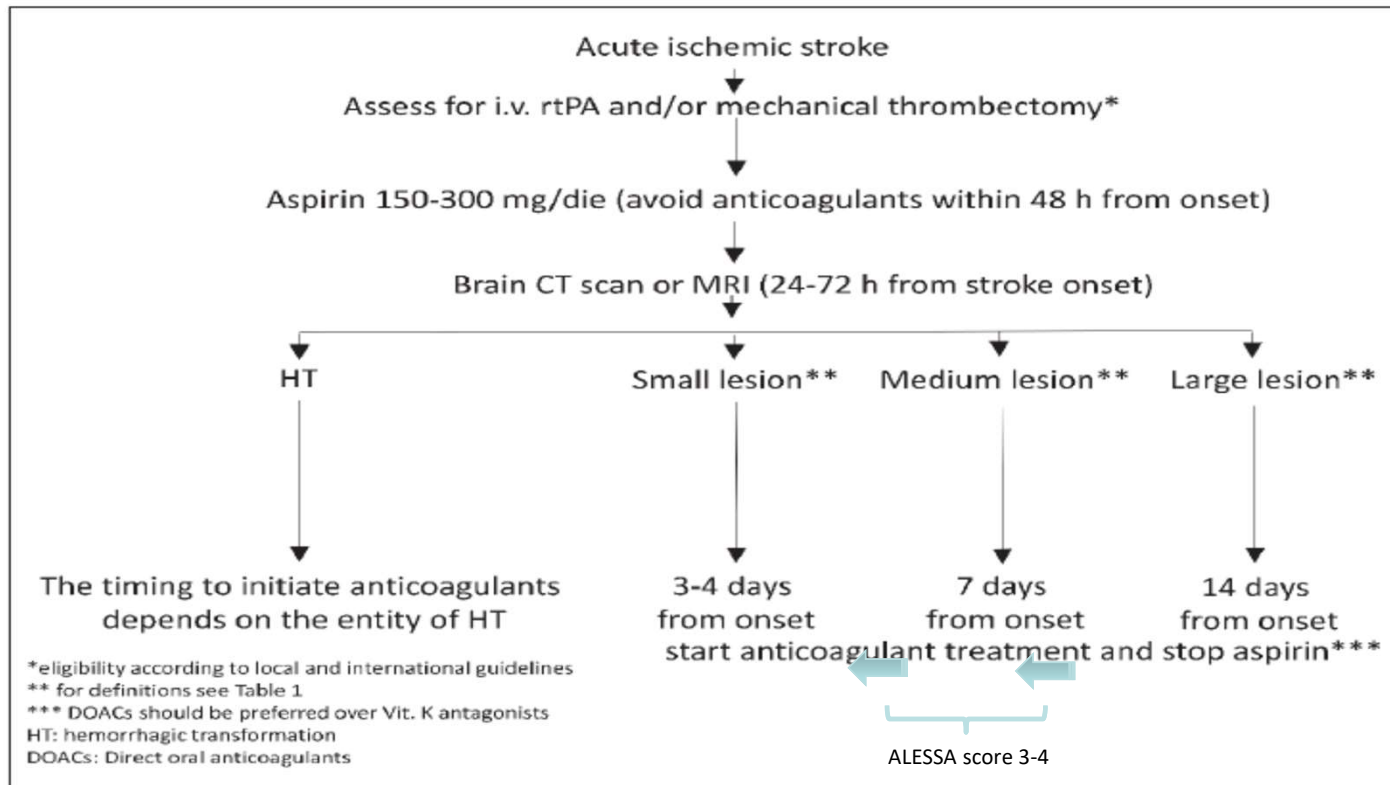 Acute ischemic stroke
Assess for i.v. rtPA and/or mechanical thrombectomy*
Aspirin 150-300 mg/die (avoid anticoagulants within 48 h from onset)
Brain CT scan or MRI (24-72 h from stroke onset)
HT
Small lesion**
Medium lesion**
Large lesion**
The timing to initiate anticoagulants
depends on the entity of HT
3-4 days
from onset
7 days
from onset
14 days
from onset
start anticoagulant treatment and stop aspirin***
*eligibility according to local and international guidelines
** for definitions see Table 1
*** DOACs should be preferred over Vit. K antagonists
HT: hemorrhagic transformation
DOACs: Direct oral anticoagulants
ALESSA score 3-4